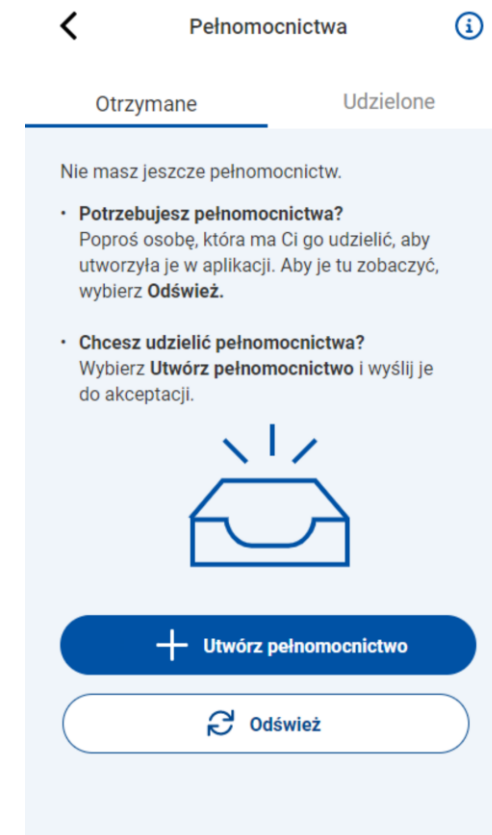 Pełnomocnictwa
Otrzymane
Udzielone
Nie masz jeszcze pełnomocnictw.
• Potrzebujesz pełnomocnictwa?
Poproś osobę, która ma Ci go udzielić, aby
utworzyła je w aplikacji. Aby je tu zobaczyć,
wybierz Odśwież.
• Chcesz udzielić pełnomocnictwa?
Wybierz Utwórz pełnomocnictwo i wyślij je
do akceptacji.
Utwórz pełnomocnictwo
Odśwież